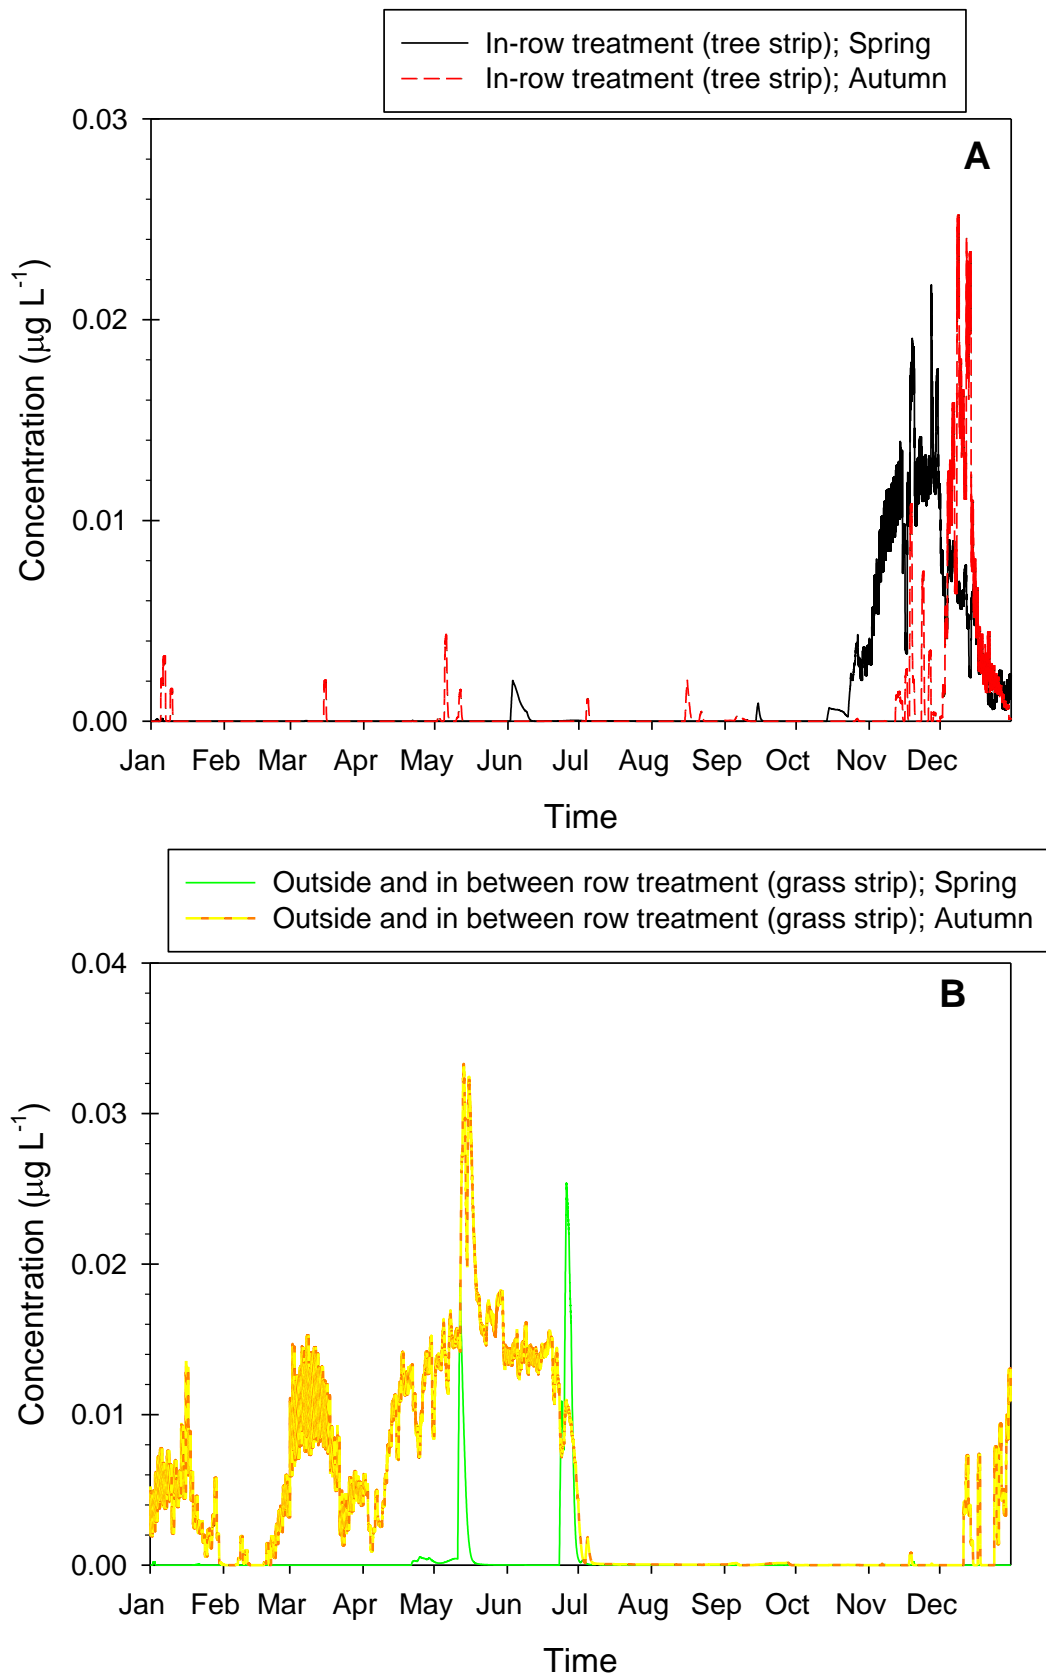 In-row treatment (tree strip); Spring
In-row treatment (tree strip); Autumn
A
0.03
0.02
0.01
0.00
Concentration (μg L⁻¹)
Jan Feb Mar Apr May Jun Jul Aug Sep Oct Nov Dec
Time
Outside and in between row treatment (grass strip); Spring
Outside and in between row treatment (grass strip); Autumn
B
0.04
0.03
0.02
0.01
0.00
Concentration (μg L⁻¹)
Jan Feb Mar Apr May Jun Jul Aug Sep Oct Nov Dec
Time